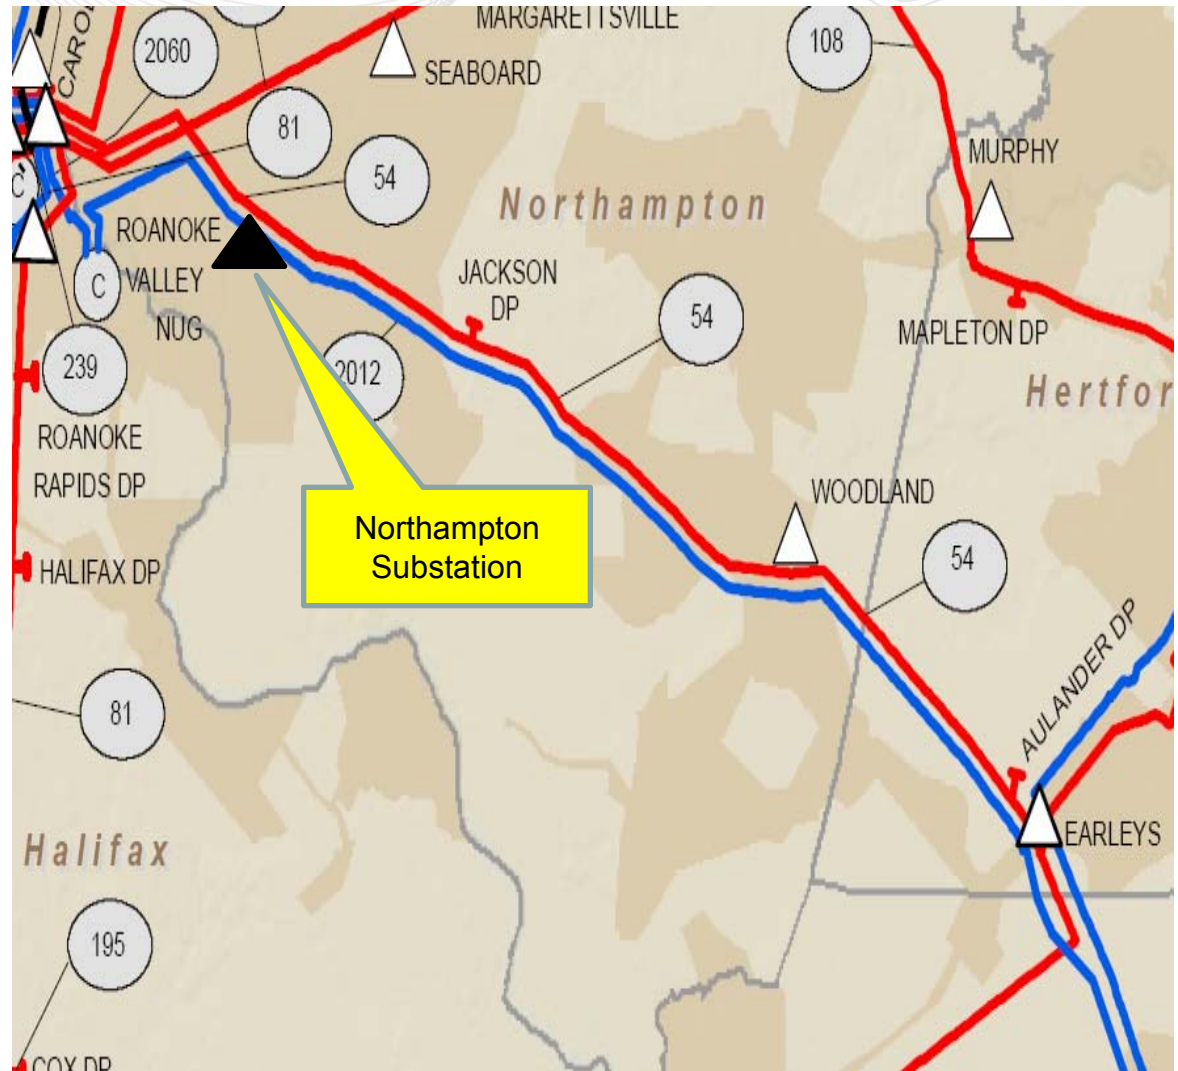 MARGARETTSVILLE
2060
108
SEABOARD
81
MURPHY
54
Northampton
ROANOKE
VALLEY
NUG
C
JACKSON
DP
54
MAPLETON DP
239
2012
Hertfor
ROANOKE
RAPIDS DP
WOODLAND
Northampton
Substation
54
HALIFAX DP
AULANDER DP
81
EARLEYS
Halifax
195
COX DP